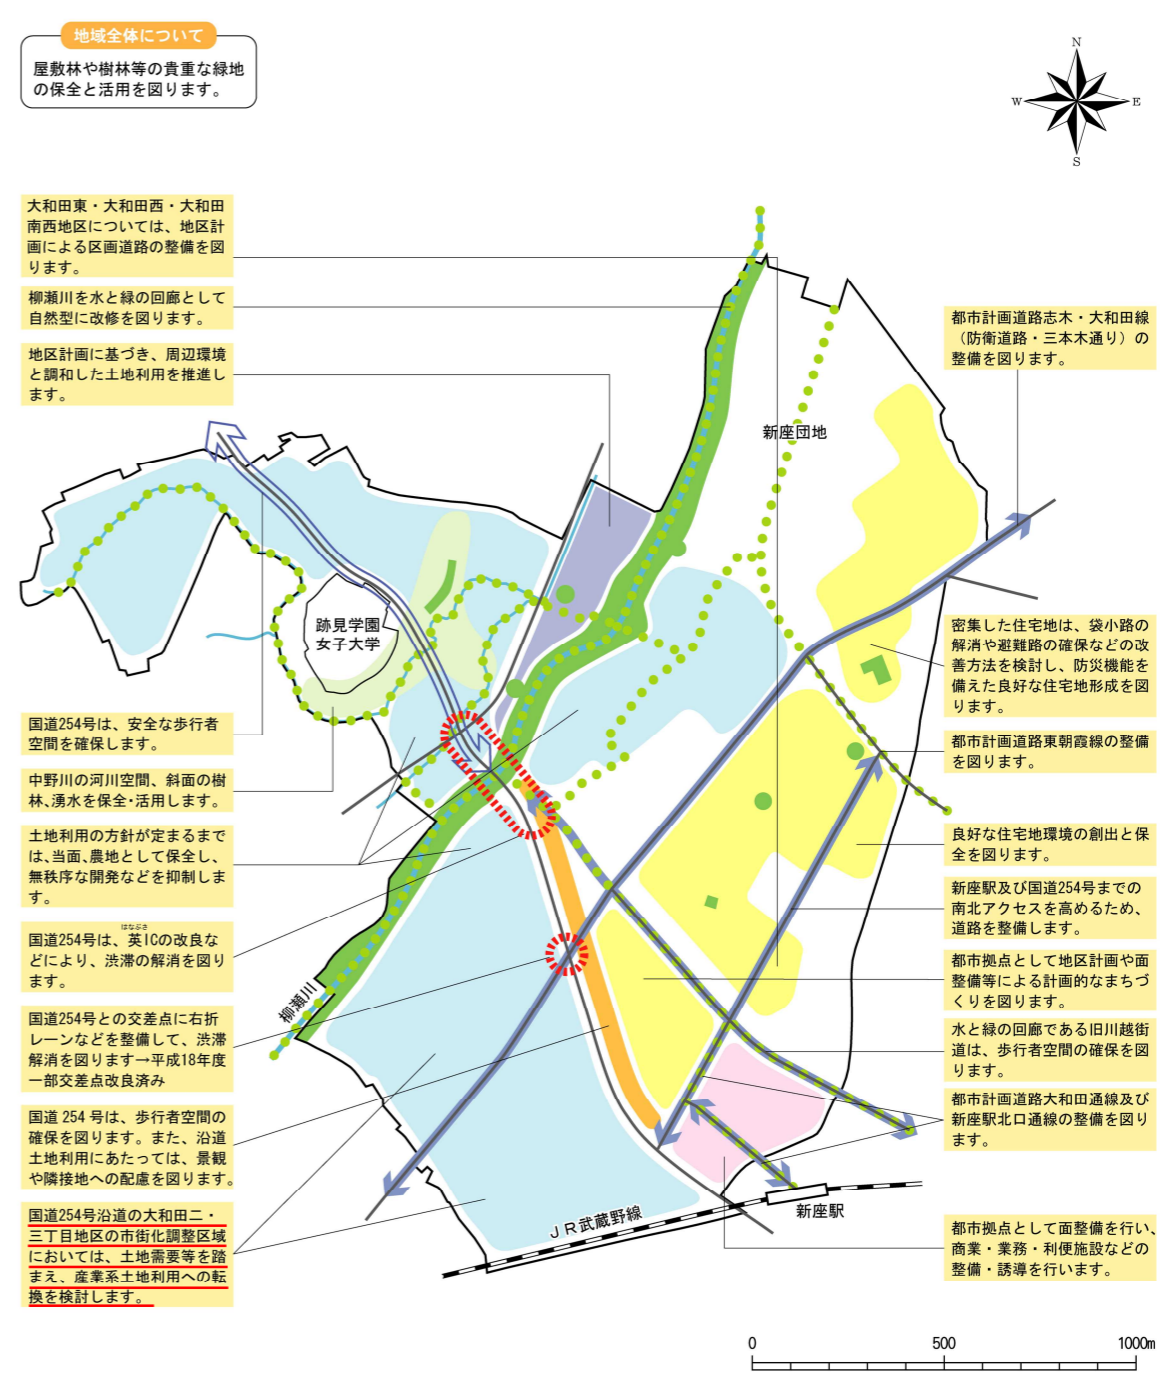 地域全体について
屋敷林や樹林等の貴重な緑地
の保全と活用を図ります。
N
W
E
S
大和田東・大和田西・大和田
南西地区については、地区計
画による区画道路の整備を図
ります。
柳瀬川を水と緑の回廊として
自然型に改修を図ります。
地区計画に基づき、周辺環境
と調和した土地利用を推進し
ます。
国道254号は、安全な歩行者
空間を確保します。
中野川の河川空間、斜面の樹
林、湧水を保全・活用します。
土地利用の方針が定まるまで
は、当面、農地として保全し、
無秩序な開発などを抑制しま
す。
はなぶさ
国道254号は、英ICの改良な
どにより、渋滞の解消を図り
ます。
国道254号との交差点に右折
レーンなどを整備して、渋滞
解消を図ります→平成18年度
一部交差点改良済み
国道 254 号は、歩行者空間の
確保を図ります。また、沿道
土地利用にあたっては、景観
や隣接地への配慮を図ります。
国道254号沿道の大和田二・
三丁目地区の市街化調整区域
においては、土地需要等を踏
まえ、産業系土地利用への転
換を検討します。
新座団地
跡見学園
女子大学
柳瀬川
JR武蔵野線
新座駅
都市計画道路志木・大和田線
（防衛道路・三本木通り）の
整備を図ります。
密集した住宅地は、袋小路の
解消や避難路の確保などの改
善方法を検討し、防災機能を
備えた良好な住宅地形成を図
ります。
都市計画道路東朝霞線の整備
を図ります。
良好な住宅地環境の創出と保
全を図ります。
新座駅及び国道254号までの
南北アクセスを高めるため、
道路を整備します。
都市拠点として地区計画や面
整備等による計画的なまちづ
くりを図ります。
水と緑の回廊である旧川越街
道は、歩行者空間の確保を図
ります。
都市計画道路大和田通線及び
新座駅北口通線の整備を図り
ます。
都市拠点として面整備を行い、
商業・業務・利便施設などの
整備・誘導を行います。
0 500 1000m